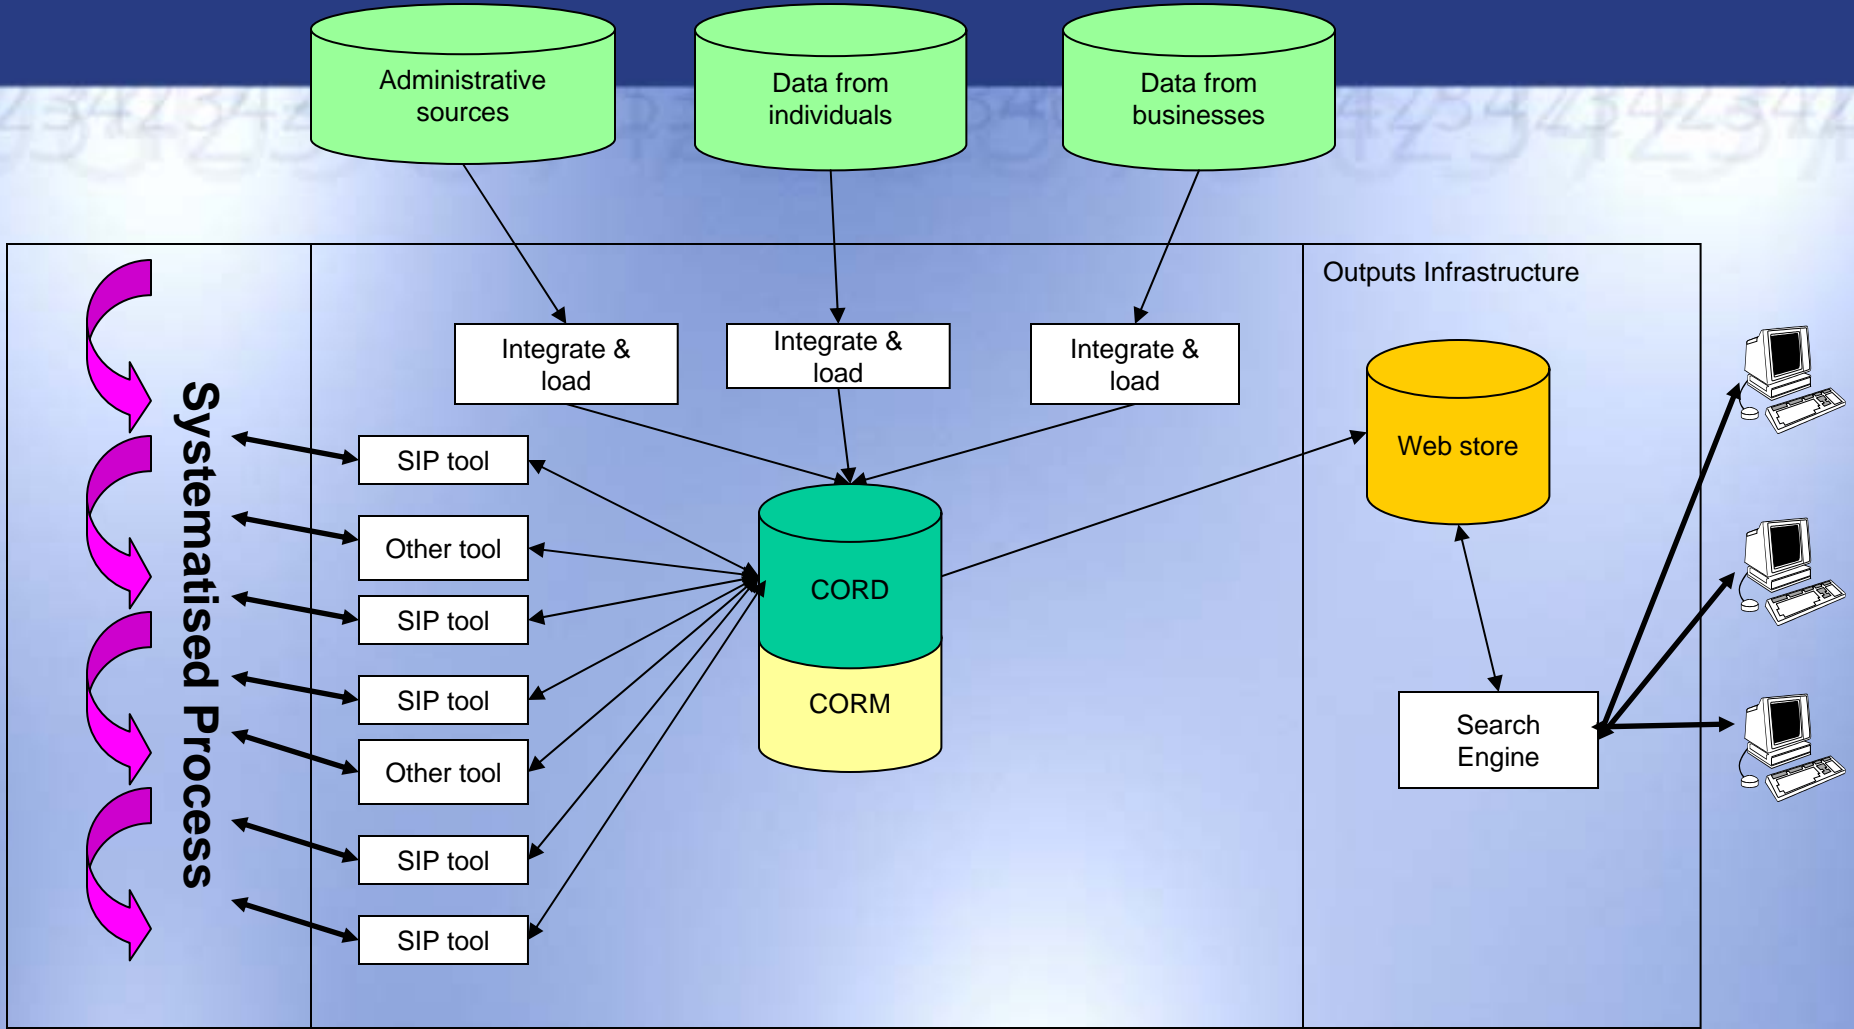 Administrative
sources
Data from
individuals
Data from
businesses
Outputs Infrastructure
Integrate &
load
Integrate &
load
Integrate &
load
Systematised Process
SIP tool
Other tool
SIP tool
SIP tool
Other tool
SIP tool
SIP tool
CORD
CORM
Web store
Search
Engine